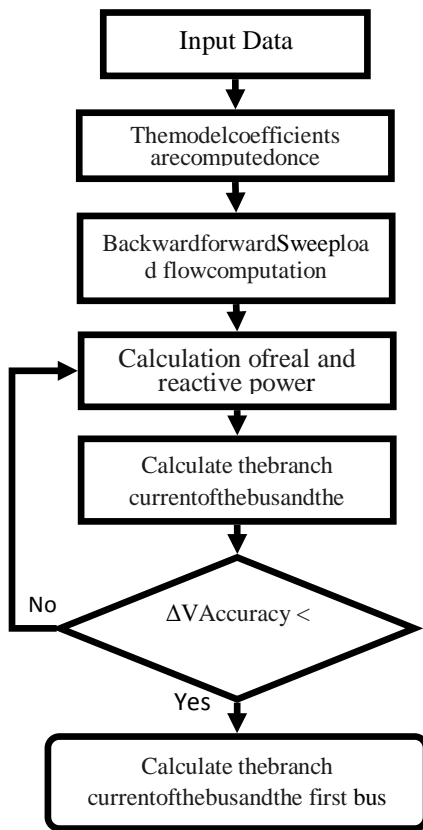 Input Data
Themodelcoefficients
arecomputedonce
BackwardforwardSweeploa
d flowcomputation
Calculation ofreal and
reactive power
Calculate thebranch
currentofthebusandthe
ΔVAccuracy <
No
Yes
Calculate thebranch
currentofthebusandthe first bus